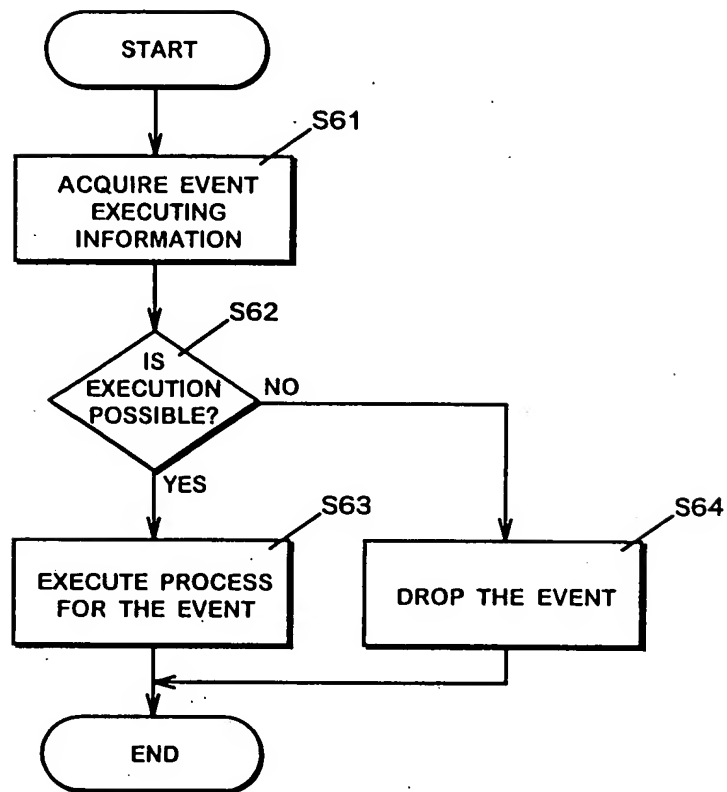 START
S61
ACQUIRE EVENT
EXECUTING
INFORMATION
S62
IS
EXECUTION
POSSIBLE?
NO
YES
S63
EXECUTE PROCESS
FOR THE EVENT
S64
DROP THE EVENT
END